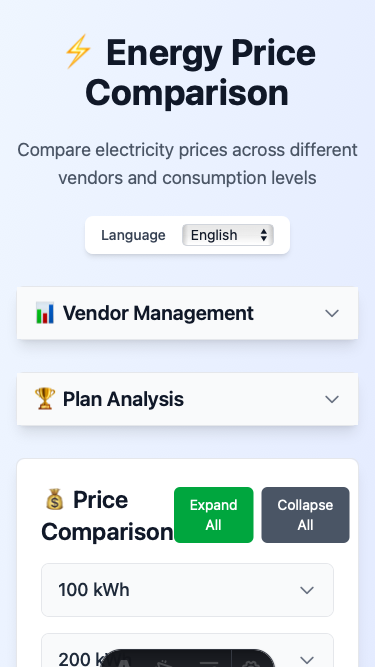 ⚡ Energy Price
Comparison
Compare electricity prices across different
vendors and consumption levels
Language English
📊 Vendor Management
🏆 Plan Analysis
💰 Price
Comparison
Expand
All
Collapse
All
100 kWh
200